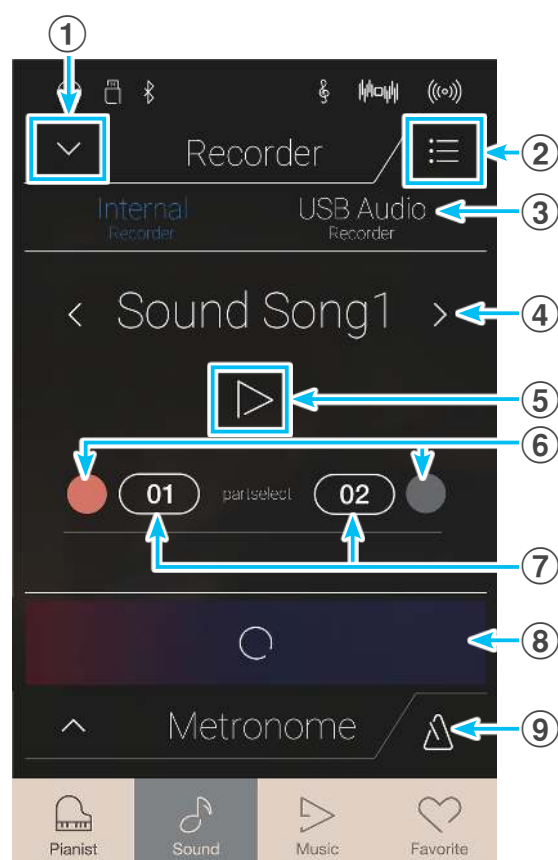 ①
Recorder
②
Internal
Recorder
USB Audio
Recorder
③
Sound Song1
④
⑤
⑥
01
partselect
02
⑦
⑧
Metronome
⑨
Pianist
Sound
Music
Favorite